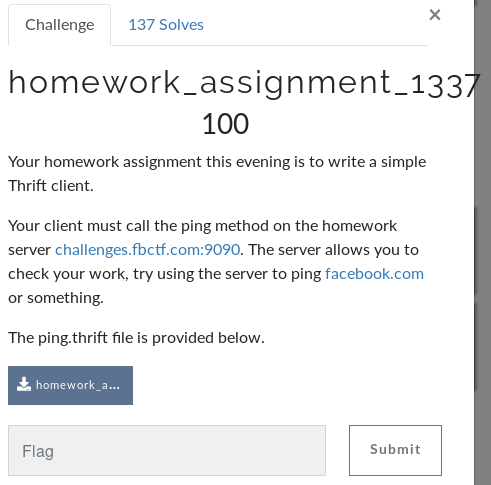 Challenge
137 Solves
×
homework_assignment_1337
100
Your homework assignment this evening is to write a simple
Thrift client.
Your client must call the ping method on the homework
server challenges.fbctf.com:9090. The server allows you to
check your work, try using the server to ping facebook.com
or something.
The ping.thrift file is provided below.
homework_a...
Flag
Submit